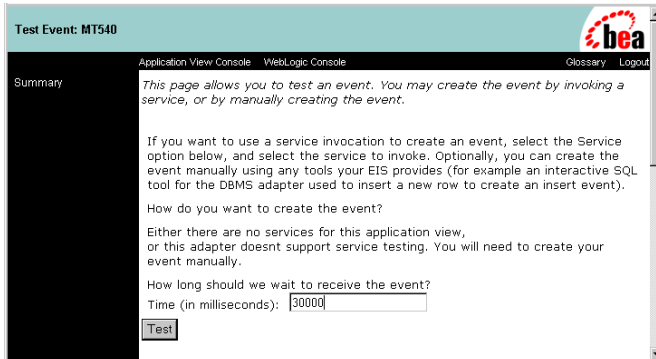 Test Event: MT540
bea
Application View Console WebLogic Console Glossary Logout
Summary
This page allows you to test an event. You may create the event by invoking a
service, or by manually creating the event.
If you want to use a service invocation to create an event, select the Service
option below, and select the service to invoke. Optionally, you can create the
event manually using any tools your EIS provides (for example an interactive SQL
tool for the DBMS adapter used to insert a new row to create an insert event).
How do you want to create the event?
Either there are no services for this application view,
or this adapter doesnt support service testing. You will need to create your
event manually.
How long should we wait to receive the event?
Time (in milliseconds): 30000
Test